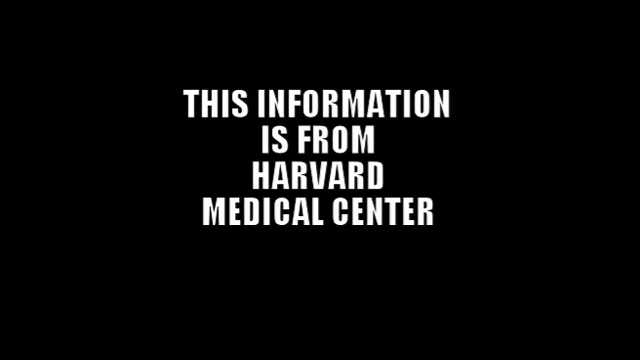 THIS INFORMATION
IS FROM
HARVARD
MEDICAL CENTER